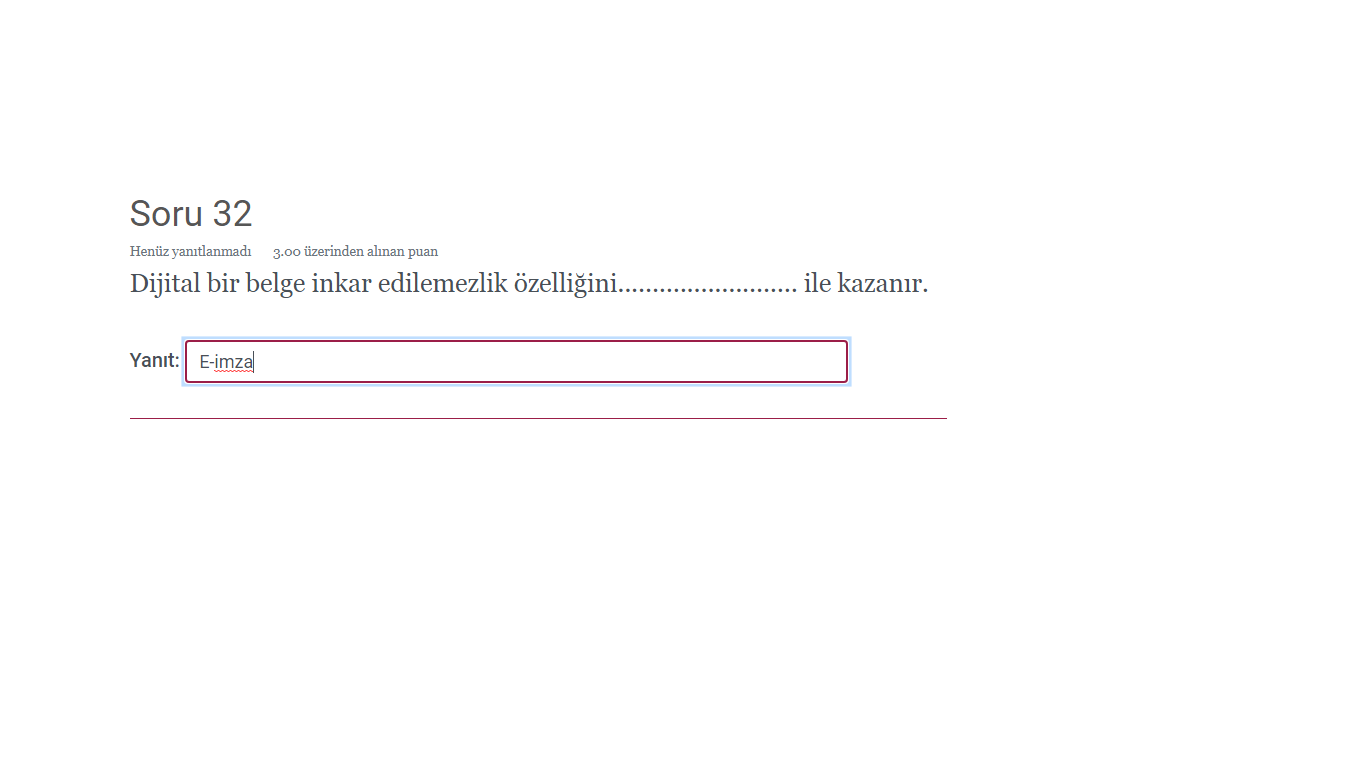 Soru 32
Henüz yanıtlanmadı 3.00 üzerinden alınan puan
Dijital bir belge inkar edilemezlik özelliğini.......................... ile kazanır.
Yanıt: E-imza